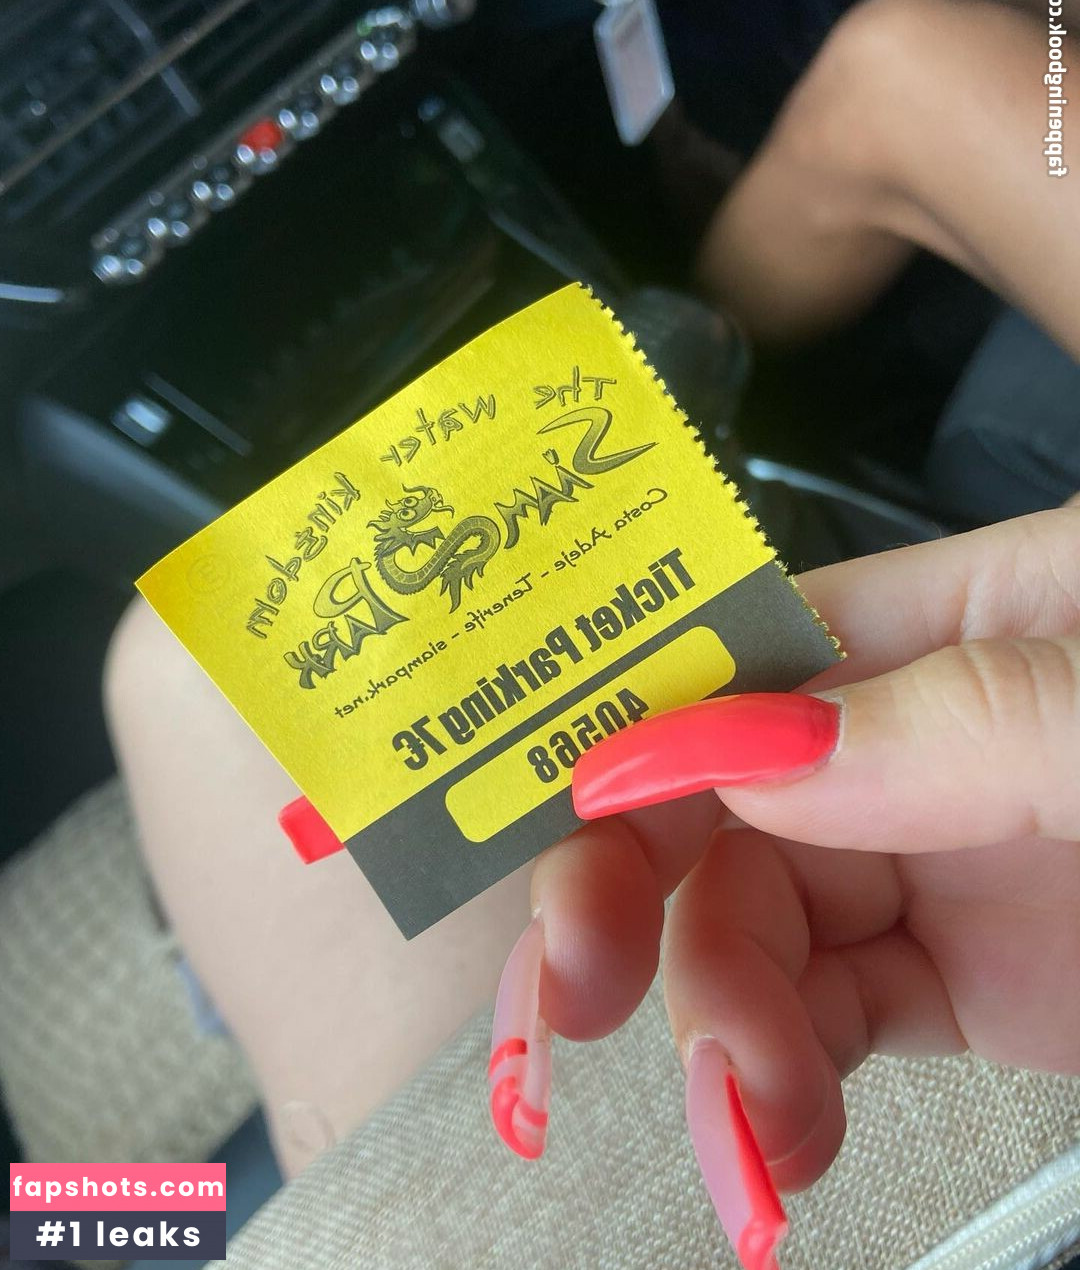 The Water Kingdom
SIAM PARK
Costa Adeje - Tenerife - siampark.net
Ticket Parking 7€
40568
fapshots.com
#1 leaks